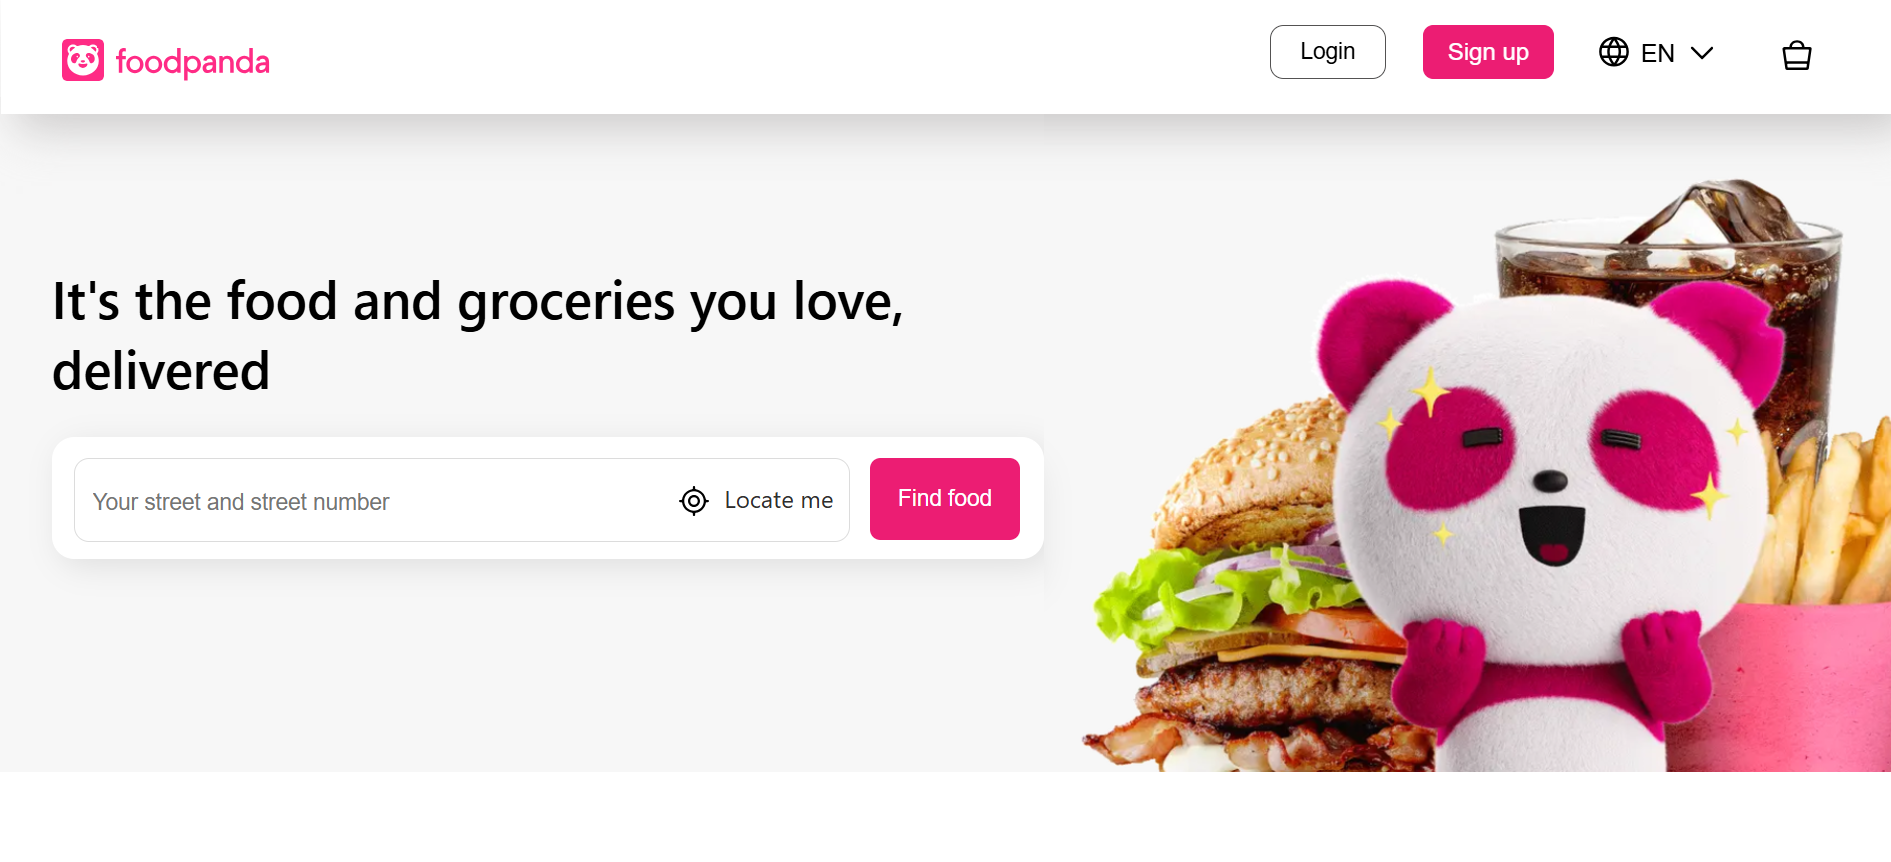 foodpanda
Login
Sign up
EN
It's the food and groceries you love,
delivered
Your street and street number
Locate me
Find food